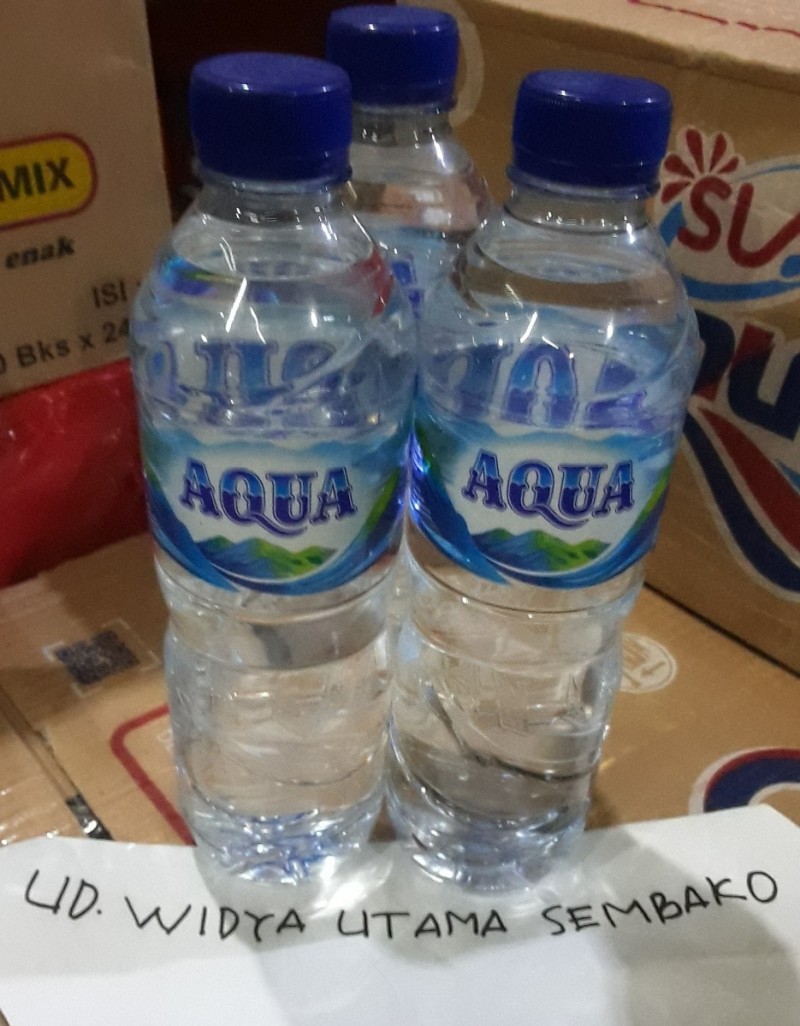 MIX
enak
ISI
Bks x 24
AQUA
AQUA
UD. WIDYA UTAMA SEMBAKO